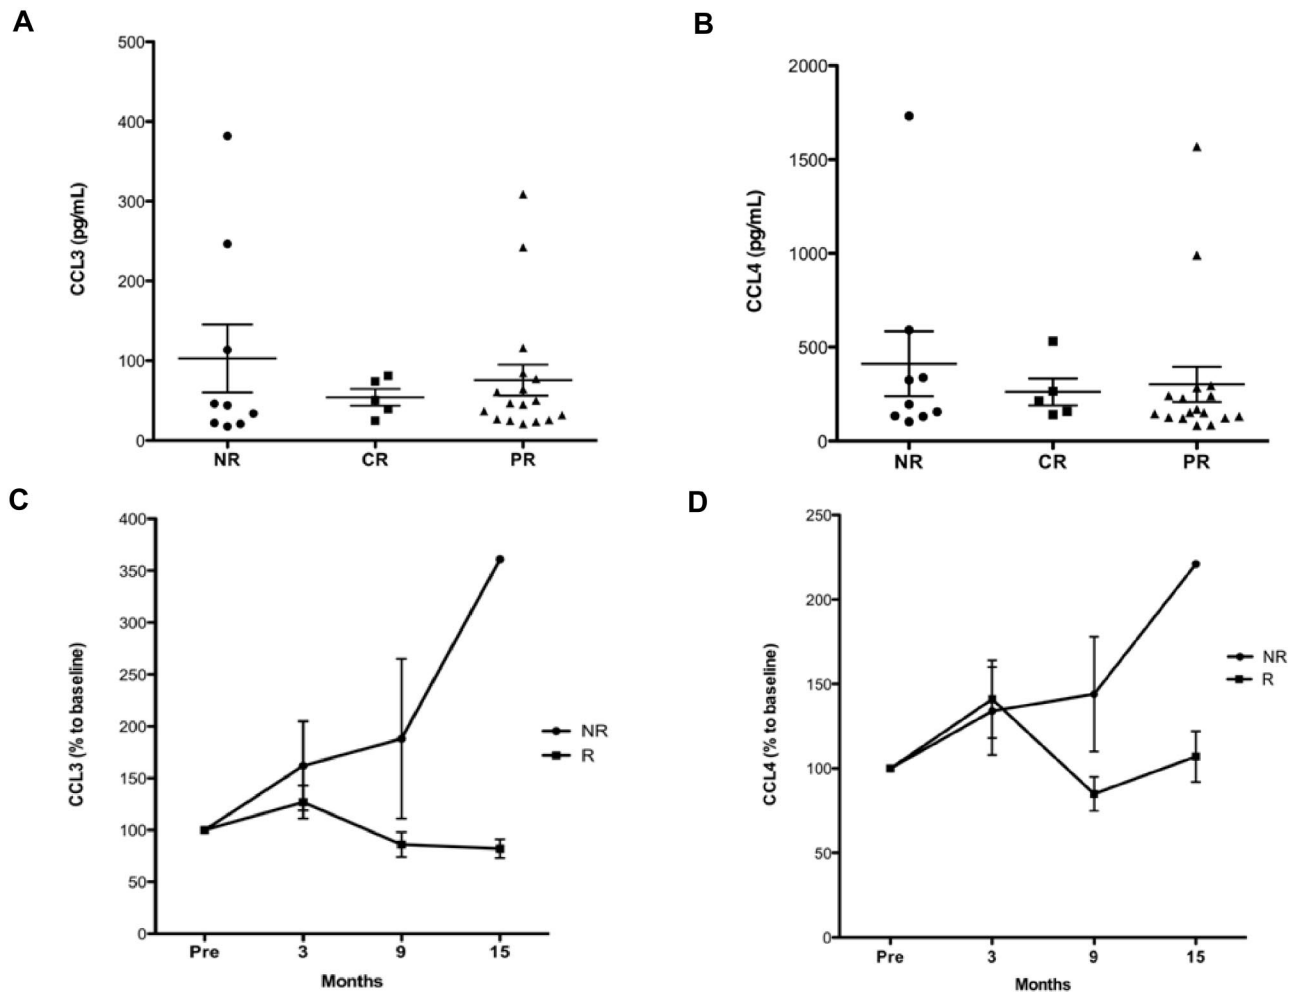 A
500
400
300
200
100
0
CCL3 (pg/mL)
NR CR PR
B
2000
1500
1000
500
0
CCL4 (pg/mL)
NR CR PR
C
400
350
300
250
200
150
100
50
0
CCL3 (% to baseline)
Pre 3 9 15
Months
NR
R
D
250
200
150
100
50
0
CCL4 (% to baseline)
Pre 3 9 15
Months
NR
R